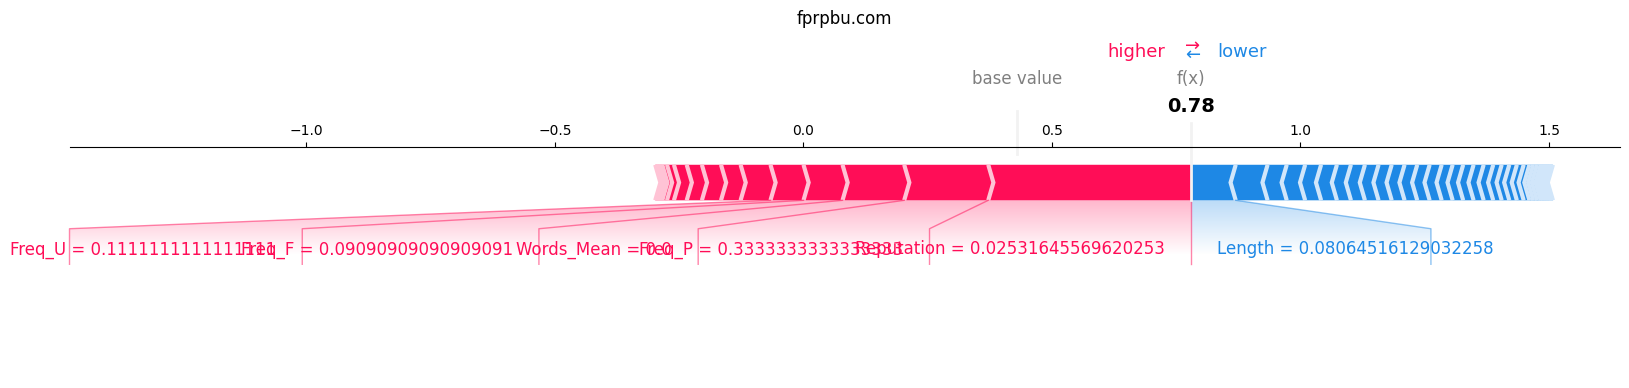 fprpbu.com
higher → ← lower
base value f(x)
0.78
−1.0 −0.5 0.0 0.5 1.0 1.5
Freq_U = 0.1111111111111111 Freq_F = 0.09090909090909091 Words_Mean = 0.0 Freq_P = 0.3333333333333333 Reputation = 0.02531645569620253 Length = 0.08064516129032258